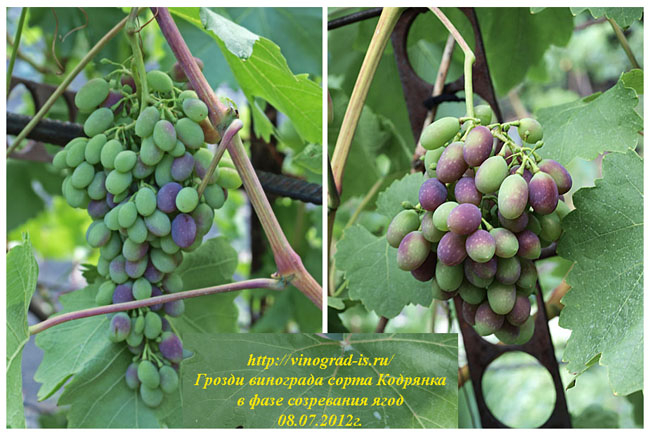 http://vinograd-is.ru/
Грозди винограда сорта Кодрянка
в фазе созревания ягод
08.07.2012г.